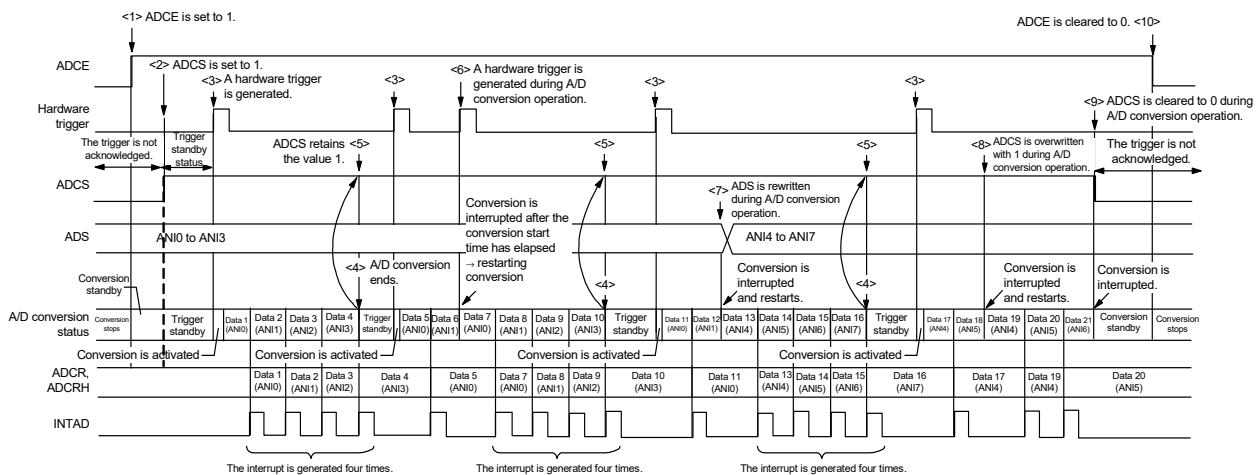 <1> ADCE is set to 1.
ADCE is cleared to 0. <10>
ADCE
<2> ADCS is set to 1.
<3> A hardware trigger
is generated.
<3>
<6> A hardware trigger is
generated during A/D
conversion operation.
<3>
<3>
Hardware
trigger
<9> ADCS is cleared to 0 during
A/D conversion operation.
The trigger is not
acknowledged.
Trigger
standby
status
ADCS retains
the value 1.
<5>
<5>
<5>
<8>
ADCS is overwritten
with 1 during A/D
conversion operation.
The trigger is not
acknowledged.
ADCS
<7> ADS is rewritten
during A/D conversion
operation.
ADS
ANI0 to ANI3
ANI4 to ANI7
Conversion is
interrupted after the
conversion start
time has elapsed
→ restarting
conversion
<4> A/D conversion
ends.
<4>
<4>
Conversion is
interrupted
and restarts.
Conversion is
interrupted
and restarts.
Conversion is
interrupted.
Conversion
standby
A/D conversion
status
Conversion
stops
Trigger
standby
Data 1
(ANI0)
Data 2
(ANI1)
Data 3
(ANI2)
Data 4
(ANI3)
Trigger
standby
Data 5
(ANI0)
Data 6
(ANI1)
Data 7
(ANI0)
Data 8
(ANI1)
Data 9
(ANI2)
Data 10
(ANI3)
Trigger
standby
Data 11
(ANI0)
Data 12
(ANI1)
Data 13
(ANI4)
Data 14
(ANI5)
Data 15
(ANI6)
Data 16
(ANI7)
Trigger
standby
Data 17
(ANI4)
Data 18
(ANI5)
Data 19
(ANI4)
Data 20
(ANI5)
Data 21
(ANI6)
Conversion
standby
Conversion
stops
Conversion is activated
Conversion is activated
Conversion is activated
Conversion is activated
ADCR,
ADCRH
Data 1
(ANI0)
Data 2
(ANI1)
Data 3
(ANI2)
Data 4
(ANI3)
Data 5
(ANI0)
Data 7
(ANI0)
Data 8
(ANI1)
Data 9
(ANI2)
Data 10
(ANI3)
Data 11
(ANI0)
Data 13
(ANI4)
Data 14
(ANI5)
Data 15
(ANI6)
Data 16
(ANI7)
Data 17
(ANI4)
Data 19
(ANI4)
Data 20
(ANI5)
INTAD
The interrupt is generated four times.
The interrupt is generated four times.
The interrupt is generated four times.